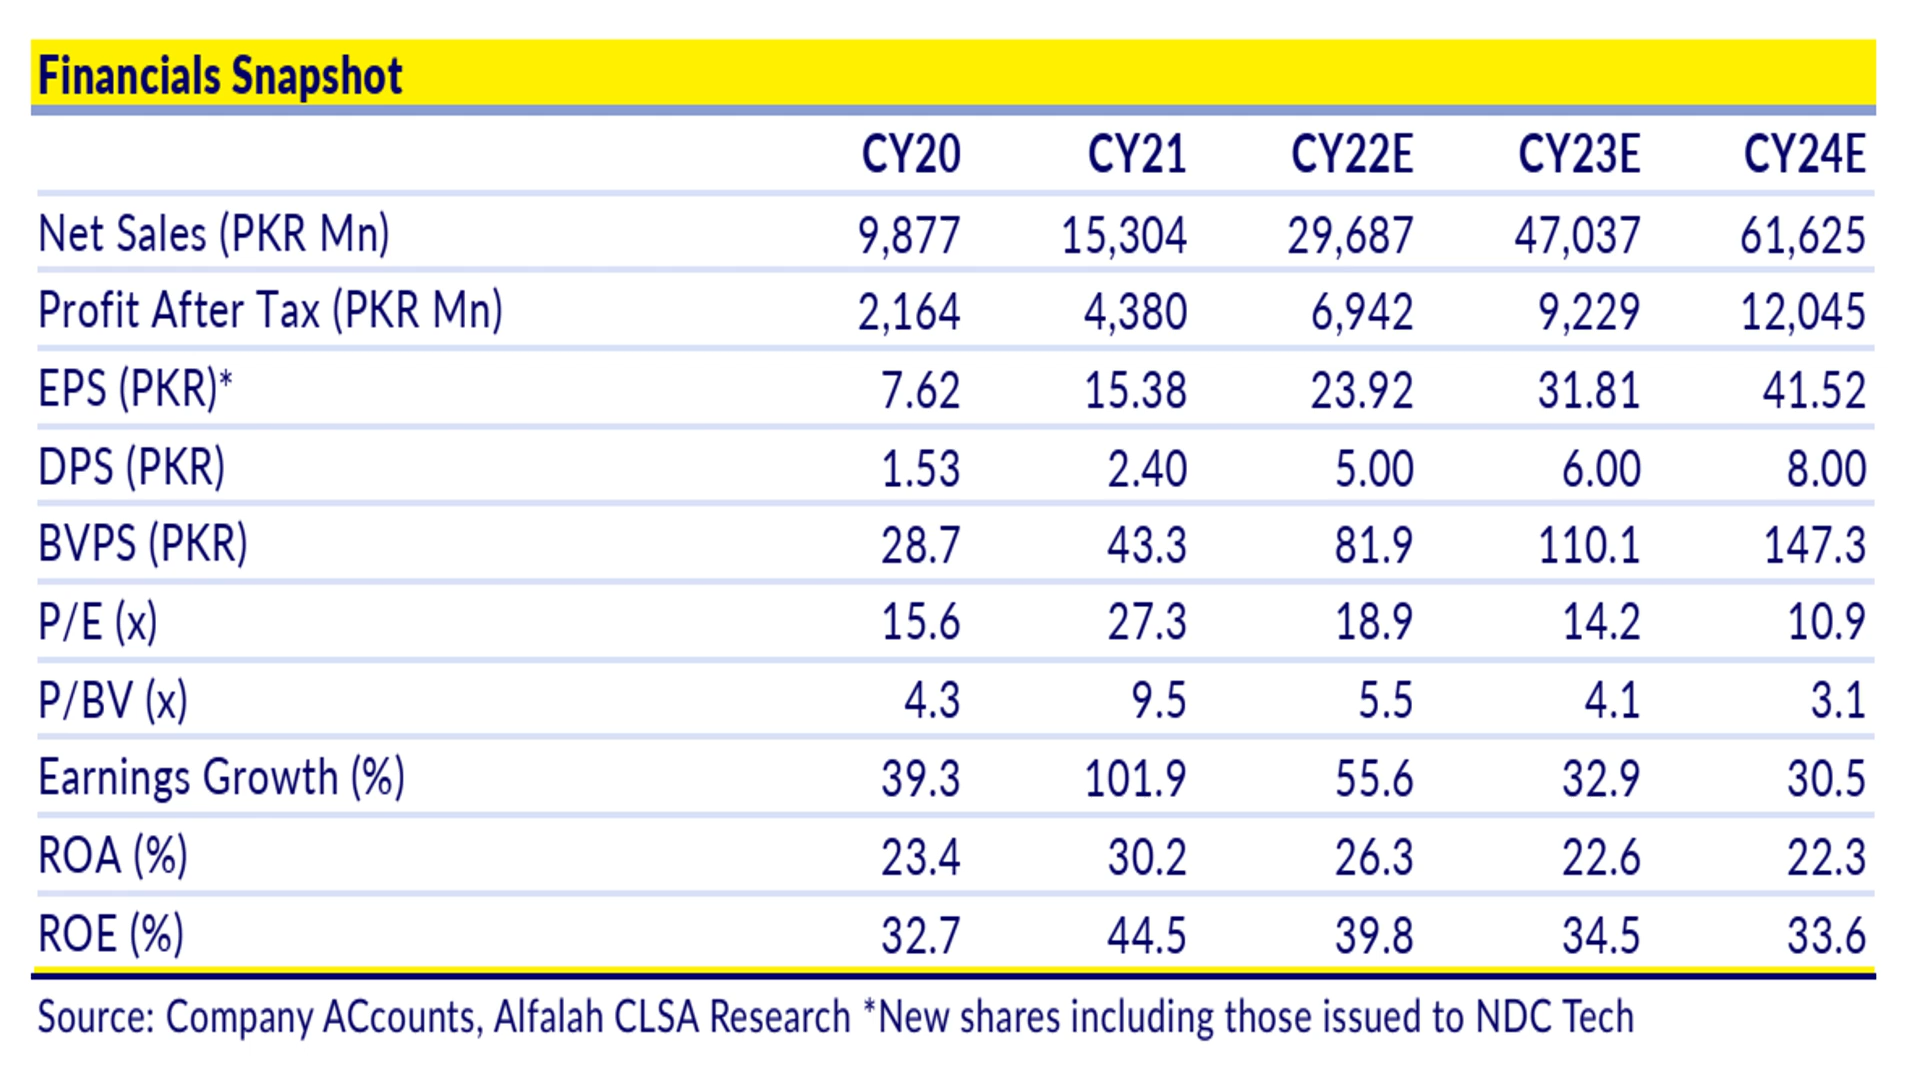 Financials Snapshot
CY20 CY21 CY22E CY23E CY24E
Net Sales (PKR Mn) 9,877 15,304 29,687 47,037 61,625
Profit After Tax (PKR Mn) 2,164 4,380 6,942 9,229 12,045
EPS (PKR)* 7.62 15.38 23.92 31.81 41.52
DPS (PKR) 1.53 2.40 5.00 6.00 8.00
BVPS (PKR) 28.7 43.3 81.9 110.1 147.3
P/E (x) 15.6 27.3 18.9 14.2 10.9
P/BV (x) 4.3 9.5 5.5 4.1 3.1
Earnings Growth (%) 39.3 101.9 55.6 32.9 30.5
ROA (%) 23.4 30.2 26.3 22.6 22.3
ROE (%) 32.7 44.5 39.8 34.5 33.6
Source: Company ACcounts, Alfalah CLSA Research *New shares including those issued to NDC Tech